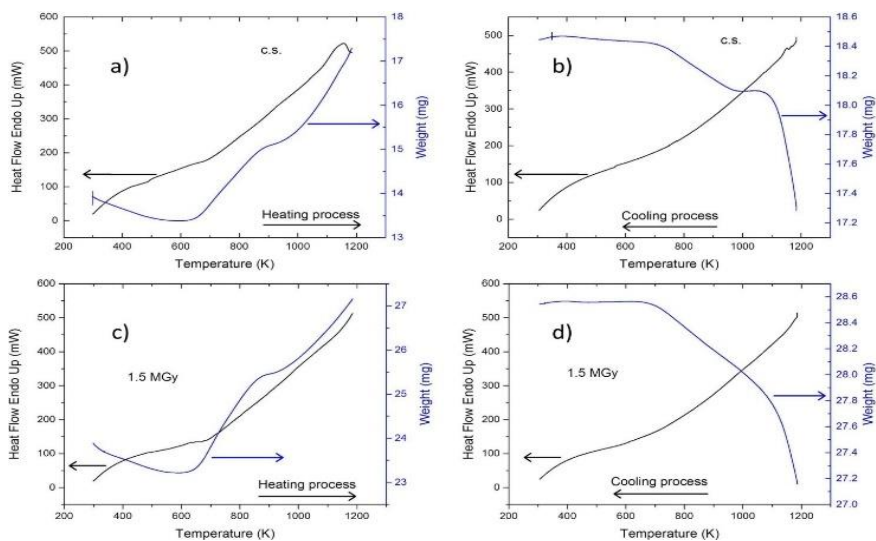 a)
c.s.
Heating process
Heat Flow Endo Up (mW)
Weight (mg)
Temperature (K)
600
500
400
300
200
100
0
18
17
16
15
14
13
200 400 600 800 1000 1200
b)
c.s.
Cooling process
Heat Flow Endo Up (mW)
Weight (mg)
Temperature (K)
500
400
300
200
100
0
18.6
18.4
18.2
18.0
17.8
17.6
17.4
17.2
200 400 600 800 1000 1200
c)
1.5 MGy
Heating process
Heat Flow Endo Up (mW)
Weight (mg)
Temperature (K)
600
500
400
300
200
100
0
27
26
25
24
23
200 400 600 800 1000 1200
d)
1.5 MGy
Cooling process
Heat Flow Endo Up (mW)
Weight (mg)
Temperature (K)
600
500
400
300
200
100
0
28.6
28.4
28.2
28.0
27.8
27.6
27.4
27.2
27.0
200 400 600 800 1000 1200